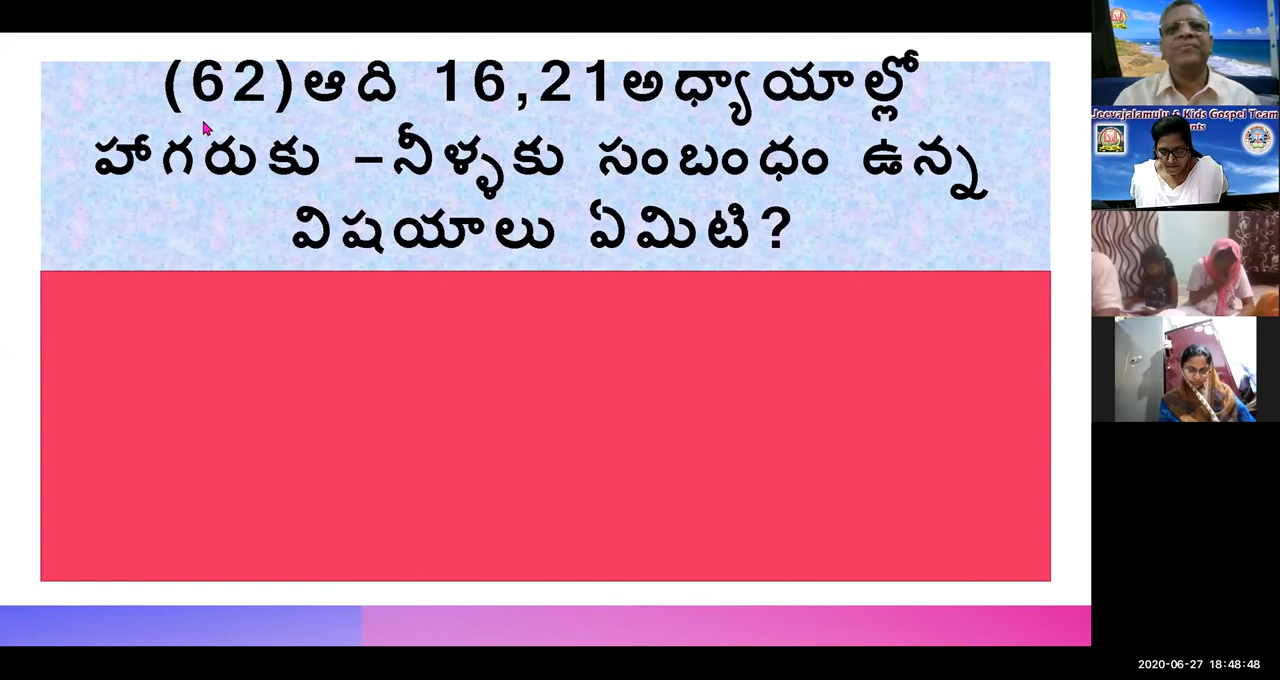 (62)ఆది 16,21అధ్యాయాల్లో
హాగరుకు –నీళ్ళకు సంబంధం ఉన్న
విషయాలు ఏమిటి?
Jeevajalamulu & Kids Gospel Team
2020-06-27 18:48:48